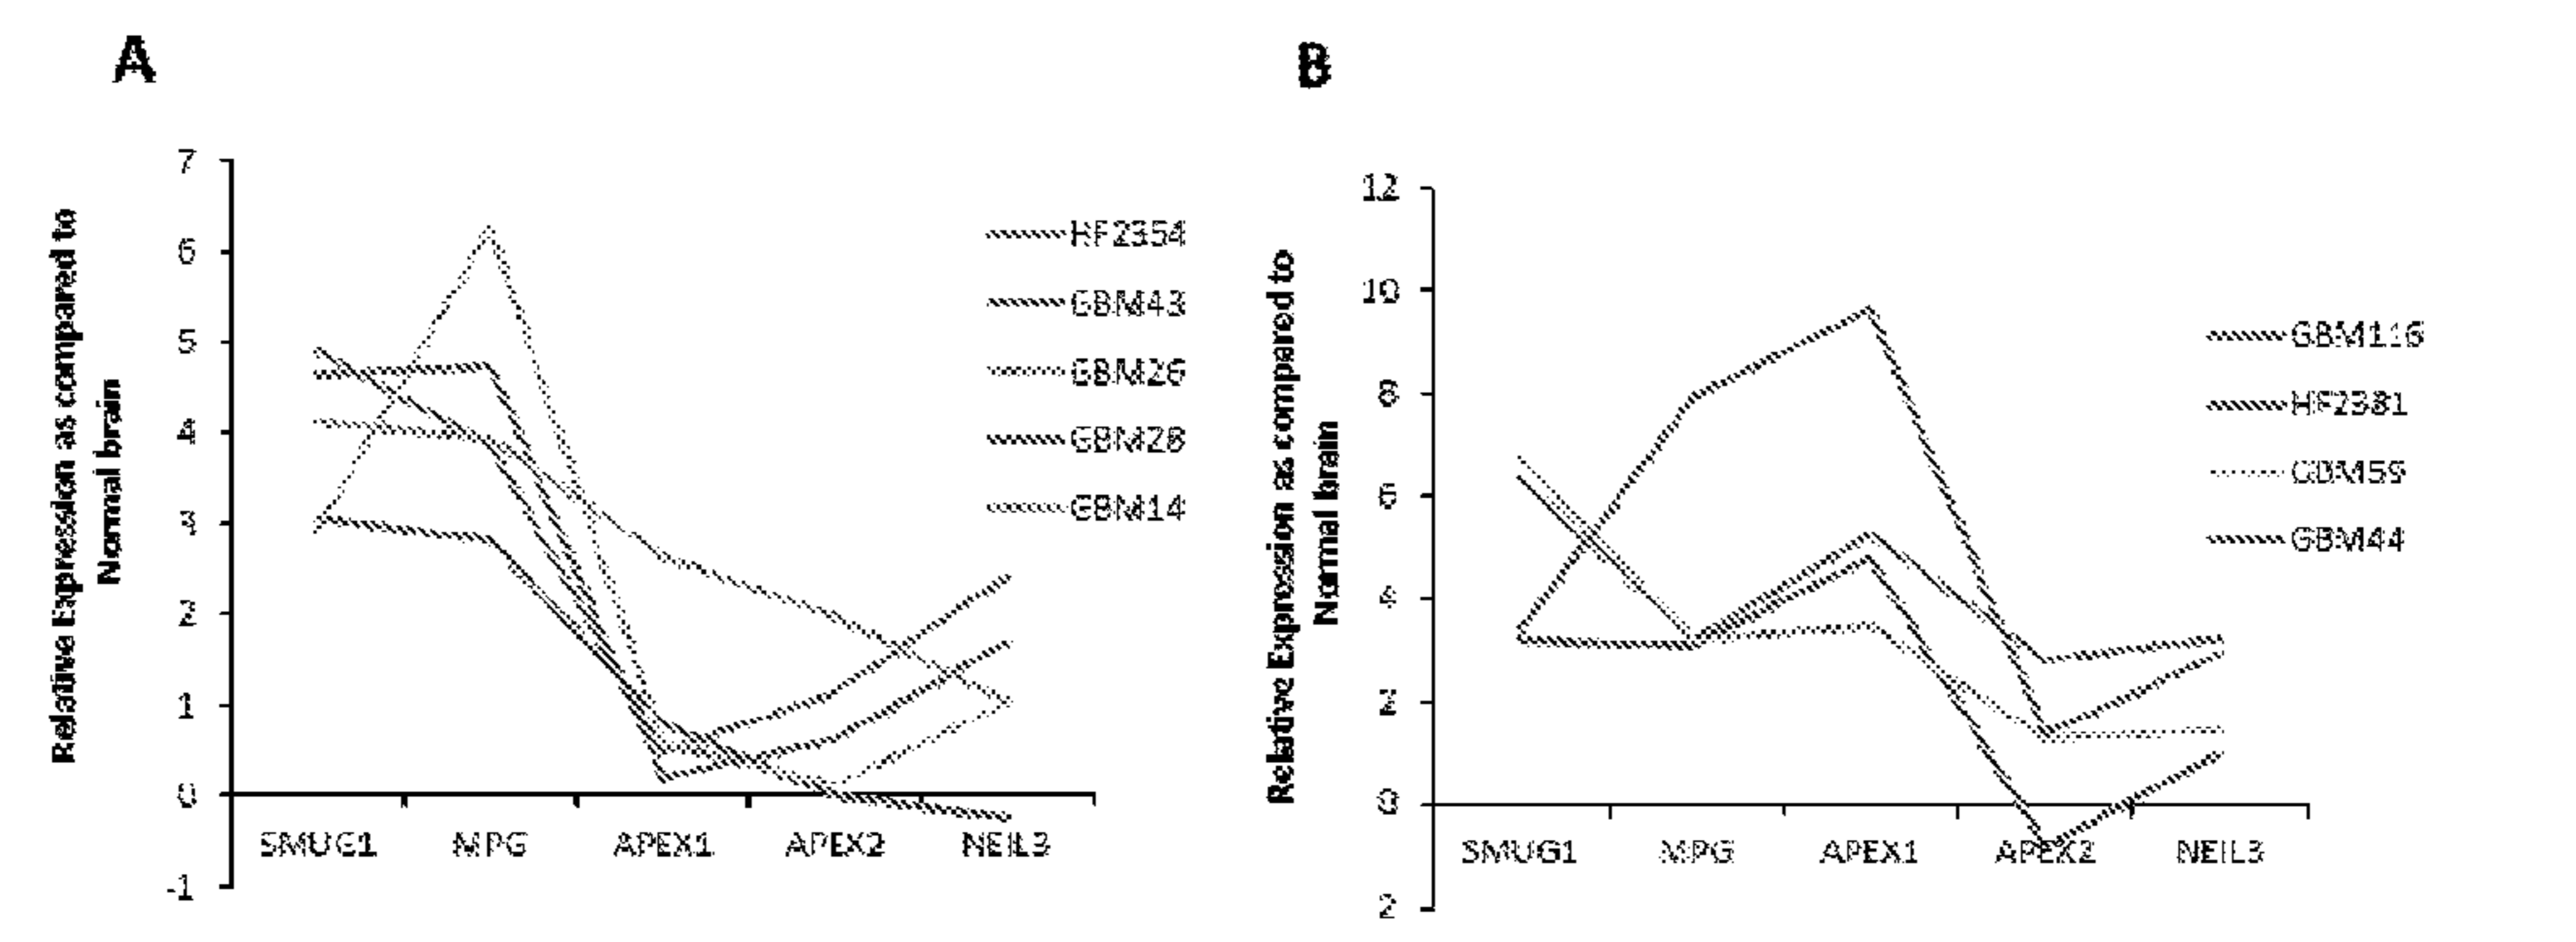 A
B
Relative Expression as compared to
Normal brain
7
6
5
4
3
2
1
0
-1
SMUG1 MPG APEX1 APEX2 NEIL3
HF2354
GBM43
GBM26
GBM28
GBM14
Relative Expression as compared to
Normal brain
12
10
8
6
4
2
0
2
SMUG1 MPG APEX1 APEX2 NEIL3
GBM116
HF2381
GBM59
GBM44